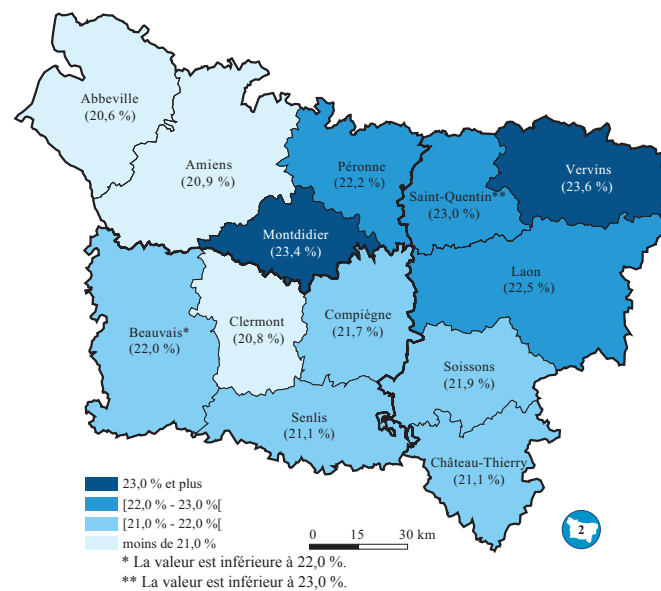 Abbeville
(20,6 %)
Amiens
(20,9 %)
Péronne
(22,2 %)
Saint-Quentin**
(23,0 %)
Vervins
(23,6 %)
Montdidier
(23,4 %)
Laon
(22,5 %)
Beauvais*
(22,0 %)
Clermont
(20,8 %)
Compiègne
(21,7 %)
Soissons
(21,9 %)
Senlis
(21,1 %)
Château-Thierry
(21,1 %)
23,0 % et plus
[22,0 % - 23,0 %[
[21,0 % - 22,0 %[
moins de 21,0 %
0 15 30 km
2
* La valeur est inférieure à 22,0 %.
** La valeur est inférieur à 23,0 %.